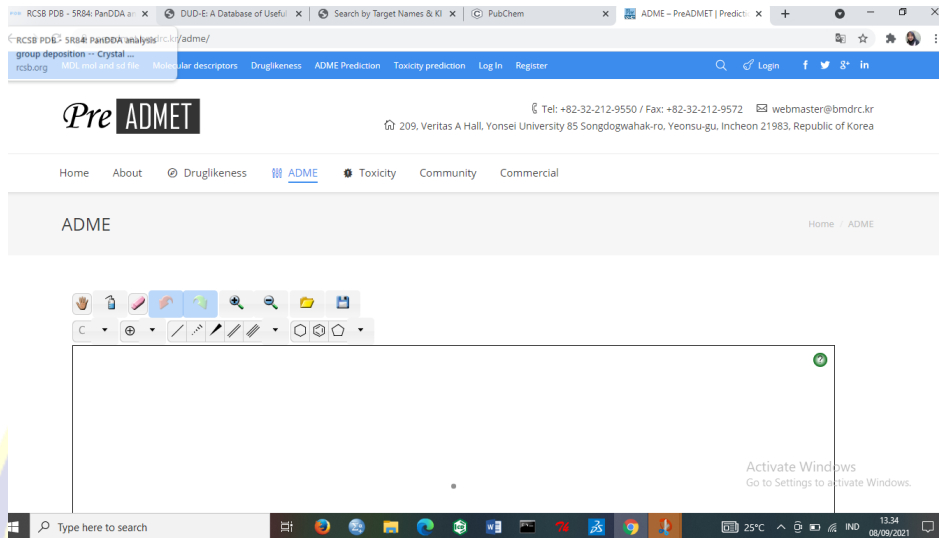 RCSB PDB - 5R84: PanDDA an
DUD-E: A Database of Useful
Search by Target Names & Kl
PubChem
ADME – PreADMET | Predictio
RCSB PDB - 5R84: PanDDA analysis
group deposition -- Crystal ...
rcsb.org
/adme/
MDL mol and sd file Molecular descriptors Druglikeness ADME Prediction Toxicity prediction Log In Register
Login
Pre ADMET
Tel: +82-32-212-9550 / Fax: +82-32-212-9572 webmaster@bmdrc.kr
209, Veritas A Hall, Yonsei University 85 Songdogwahak-ro, Yeonsu-gu, Incheon 21983, Republic of Korea
Home About Druglikeness ADME Toxicity Community Commercial
ADME
Home / ADME
C
Activate Windows
Go to Settings to activate Windows.
Type here to search
25°C
IND
13.34
08/09/2021